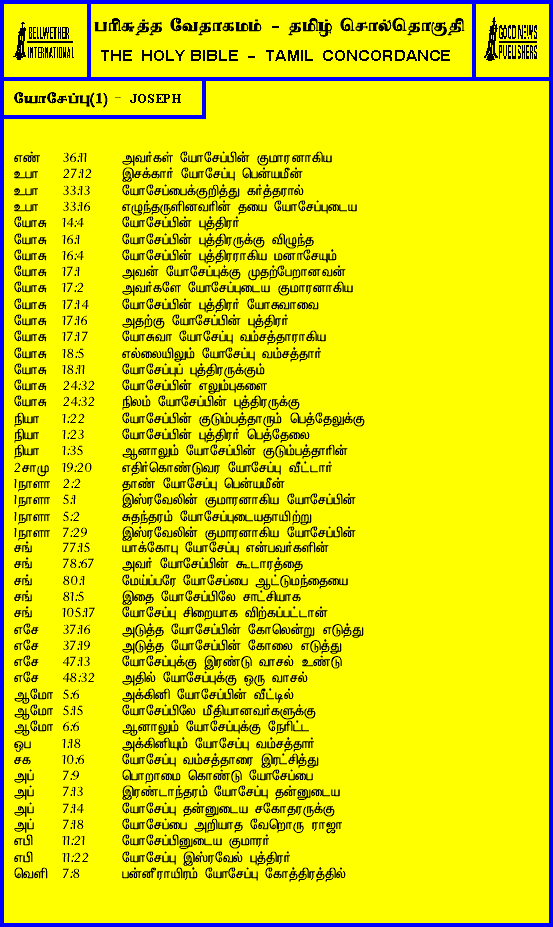 BELLWETHER INTERNATIONAL
பரிசுத்த வேதாகமம் - தமிழ் சொல்தொகுதி
THE HOLY BIBLE - TAMIL CONCORDANCE
GOOD NEWS PUBLISHERS
யோசேப்பு(1) - JOSEPH
எண் 36:11 அவர்கள் யோசேப்பின் குமாரனாகிய
உபா 27:12 இசக்கார் யோசேப்பு பென்யமீன்
உபா 33:13 யோசேப்பைக்குறித்து கர்த்தரால்
உபா 33:16 எழுந்தருளினவரின் தயை யோசேப்புடைய
யோசு 14:4 யோசேப்பின் புத்திரர்
யோசு 16:1 யோசேப்பின் புத்திரருக்கு விழுந்த
யோசு 16:4 யோசேப்பின் புத்திரராகிய மனாசேயும்
யோசு 17:1 அவன் யோசேப்புக்கு முதற்பேறானவன்
யோசு 17:2 அவர்களே யோசேப்புடைய குமாரனாகிய
யோசு 17:14 யோசேப்பின் புத்திரர் யோசுவாவை
யோசு 17:16 அதற்கு யோசேப்பின் புத்திரர்
யோசு 17:17 யோசுவா யோசேப்பு வம்சத்தாராகிய
யோசு 18:5 எல்லையிலும் யோசேப்பு வம்சத்தார்
யோசு 18:11 யோசேப்புப் புத்திரருக்கும்
யோசு 24:32 யோசேப்பின் எலும்புகளை
யோசு 24:32 நிலம் யோசேப்பின் புத்திரருக்கு
நியா 1:22 யோசேப்பின் குடும்பத்தாரும் பெத்தேலுக்கு
நியா 1:23 யோசேப்பின் புத்திரர் பெத்தேலை
நியா 1:35 ஆனாலும் யோசேப்பின் குடும்பத்தாரின்
2சாமு 19:20 எதிர்கொண்டுவர யோசேப்பு வீட்டார்
1நாளா 2:2 தாண் யோசேப்பு பென்யமீன்
1நாளா 5:1 இஸ்ரவேலின் குமாரனாகிய யோசேப்பின்
1நாளா 5:2 சுதந்தரம் யோசேப்புடையதாயிற்று
1நாளா 7:29 இஸ்ரவேலின் குமாரனாகிய யோசேப்பின்
சங் 77:15 யாக்கோபு யோசேப்பு என்பவர்களின்
சங் 78:67 அவர் யோசேப்பின் கூடாரத்தை
சங் 80:1 மேய்ப்பரே யோசேப்பை ஆட்டுமந்தையை
சங் 81:5 இதை யோசேப்பிலே சாட்சியாக
சங் 105:17 யோசேப்பு சிறையாக விற்கப்பட்டான்
எசே 37:16 அடுத்த யோசேப்பின் கோலென்று எடுத்து
எசே 37:19 அடுத்த யோசேப்பின் கோலை எடுத்து
எசே 47:13 யோசேப்புக்கு இரண்டு வாசல் உண்டு
எசே 48:32 அதில் யோசேப்புக்கு ஒரு வாசல்
ஆமோ 5:6 அக்கினி யோசேப்பின் வீட்டில்
ஆமோ 5:15 யோசேப்பிலே மீதியானவர்களுக்கு
ஆமோ 6:6 ஆனாலும் யோசேப்புக்கு நேரிட்ட
ஒப 1:18 அக்கினியும் யோசேப்பு வம்சத்தார்
சக 10:6 யோசேப்பு வம்சத்தாரை இரட்சித்து
அப் 7:9 பொறாமை கொண்டு யோசேப்பை
அப் 7:13 இரண்டாந்தரம் யோசேப்பு தன்னுடைய
அப் 7:14 யோசேப்பு தன்னுடைய சகோதரருக்கு
அப் 7:18 யோசேப்பை அறியாத வேறொரு ராஜா
எபி 11:21 யோசேப்பினுடைய குமாரர்
எபி 11:22 யோசேப்பு இஸ்ரவேல் புத்திரர்
வெளி 7:8 பன்னீராயிரம் யோசேப்பு கோத்திரத்தில்